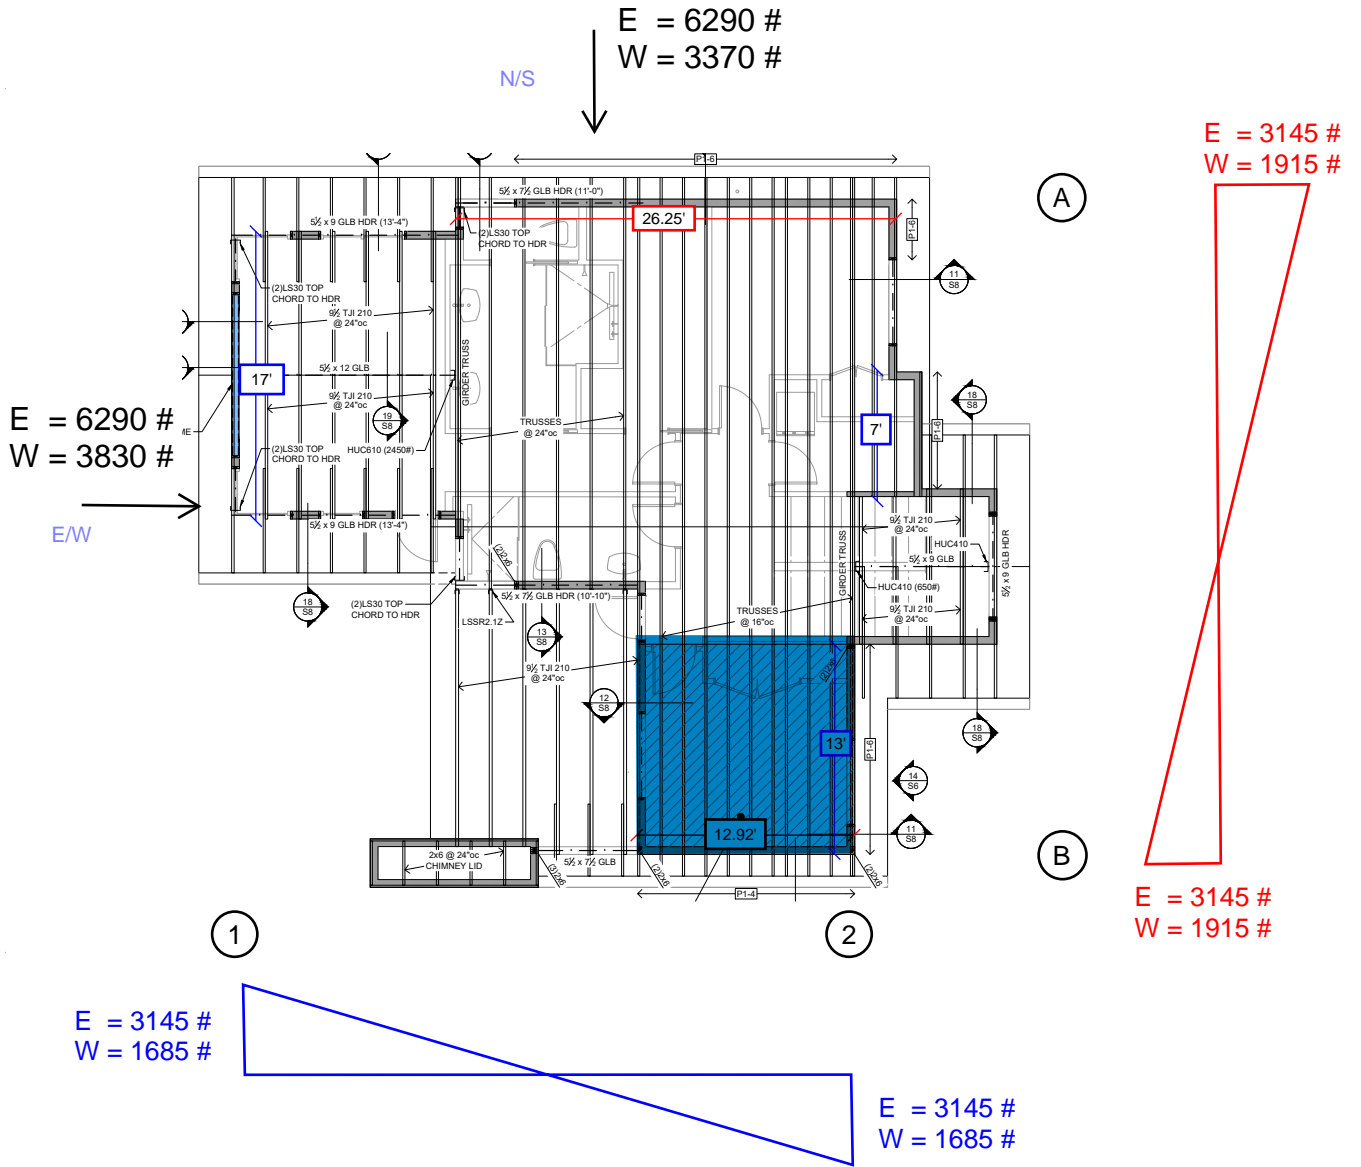 E = 6290 #
W = 3370 #
N/S
E = 3145 #
W = 1915 #
A
P1-6
5½ x 7½ GLB HDR (11'-0")
26.25'
5½ x 9 GLB HDR (13'-4")
(2)LS30 TOP
CHORD TO HDR
P1-6
11
S8
(2)LS30 TOP
CHORD TO HDR
9½ TJI 210
@ 24"oc
GIRDER TRUSS
5½ x 12 GLB
17'
9½ TJI 210
@ 24"oc
19
S8
TRUSSES
@ 24"oc
7'
18
S8
P1-6
E = 6290 #
ME
W = 3830 #
(2)LS30 TOP
CHORD TO HDR
HUC610 (2450#)
E/W
5½ x 9 GLB HDR (13'-4")
9½ TJI 210
@ 24"oc
HUC410
5½ x 9 GLB
GIRDER TRUSS
5½ x 9 GLB HDR
(2)2x6
HUC410 (650#)
18
S8
(2)LS30 TOP
CHORD TO HDR
5½ x 7½ GLB HDR (10'-10")
LSSR2.1Z
TRUSSES
@ 16"oc
9½ TJI 210
@ 24"oc
13
S8
9½ TJI 210
@ 24"oc
(2)2x6
12
S8
18
S8
13'
P1-6
14
S6
12.92'
11
S8
B
2x6 @ 24"oc
CHIMNEY LID
5½ x 7½ GLB
(3)2x6
(2)2x6
(2)2x6
P1-4
E = 3145 #
W = 1915 #
1
2
E = 3145 #
W = 1685 #
E = 3145 #
W = 1685 #